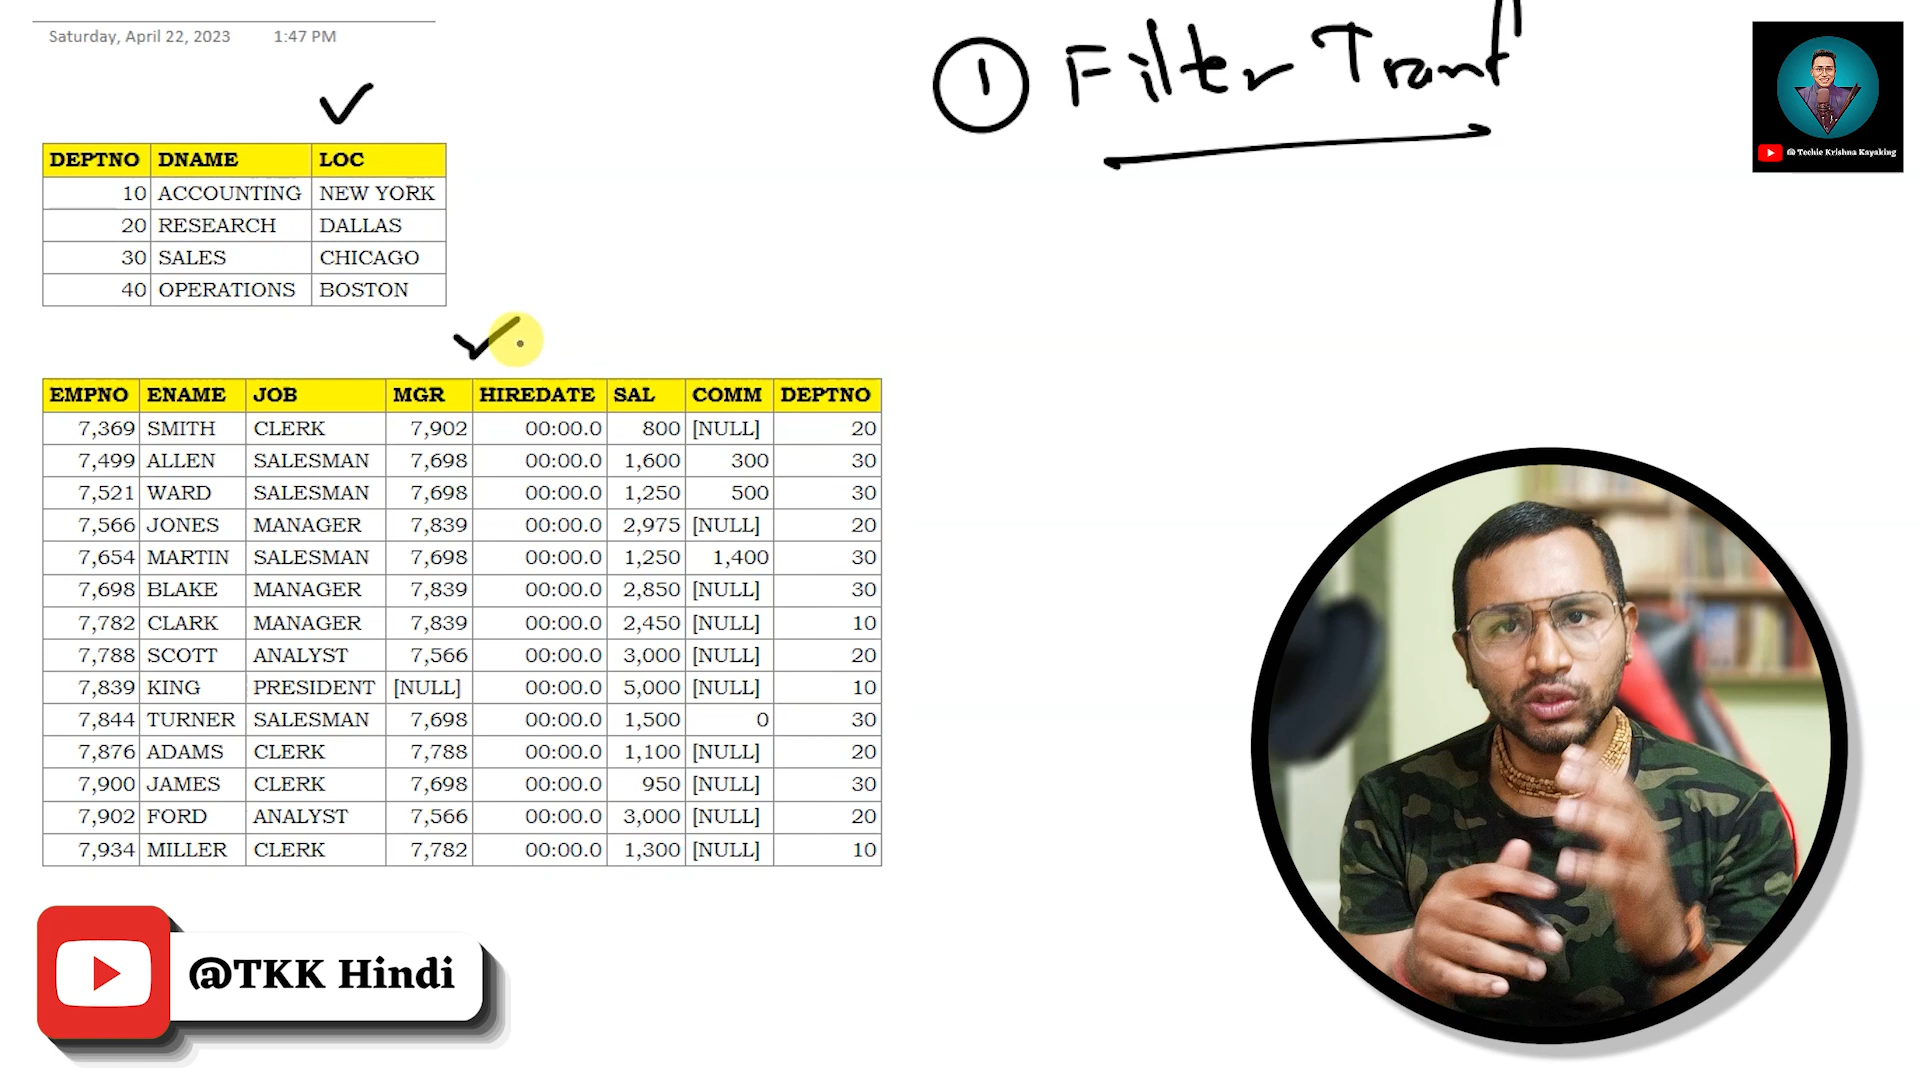 Saturday, April 22, 2023 1:47 PM
1 Filter Tranf
@ Techie Krishna Kayaking
DEPTNO DNAME LOC
10 ACCOUNTING NEW YORK
20 RESEARCH DALLAS
30 SALES CHICAGO
40 OPERATIONS BOSTON
EMPNO ENAME JOB MGR HIREDATE SAL COMM DEPTNO
7,369 SMITH CLERK 7,902 00:00.0 800 [NULL] 20
7,499 ALLEN SALESMAN 7,698 00:00.0 1,600 300 30
7,521 WARD SALESMAN 7,698 00:00.0 1,250 500 30
7,566 JONES MANAGER 7,839 00:00.0 2,975 [NULL] 20
7,654 MARTIN SALESMAN 7,698 00:00.0 1,250 1,400 30
7,698 BLAKE MANAGER 7,839 00:00.0 2,850 [NULL] 30
7,782 CLARK MANAGER 7,839 00:00.0 2,450 [NULL] 10
7,788 SCOTT ANALYST 7,566 00:00.0 3,000 [NULL] 20
7,839 KING PRESIDENT [NULL] 00:00.0 5,000 [NULL] 10
7,844 TURNER SALESMAN 7,698 00:00.0 1,500 0 30
7,876 ADAMS CLERK 7,788 00:00.0 1,100 [NULL] 20
7,900 JAMES CLERK 7,698 00:00.0 950 [NULL] 30
7,902 FORD ANALYST 7,566 00:00.0 3,000 [NULL] 20
7,934 MILLER CLERK 7,782 00:00.0 1,300 [NULL] 10
@TKK Hindi